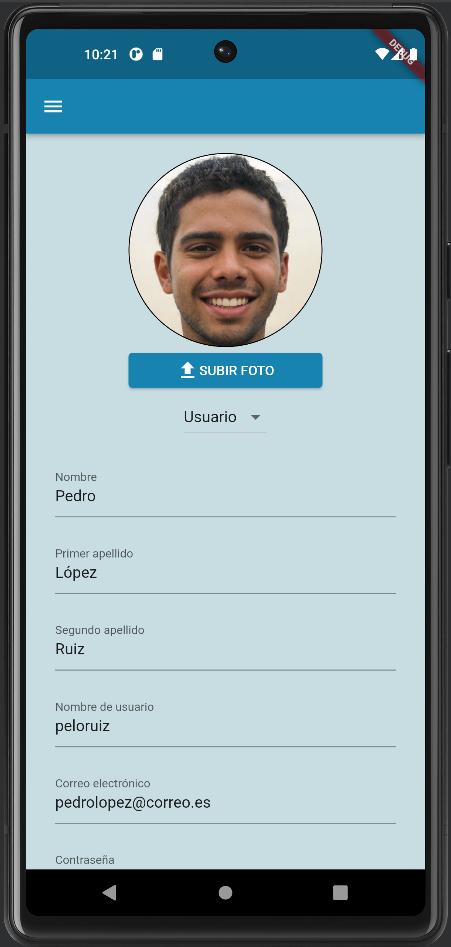 10:21
DEBUG
SUBIR FOTO
Usuario
Nombre
Pedro
Primer apellido
López
Segundo apellido
Ruiz
Nombre de usuario
peloruiz
Correo electrónico
pedrolopez@correo.es
Contraseña